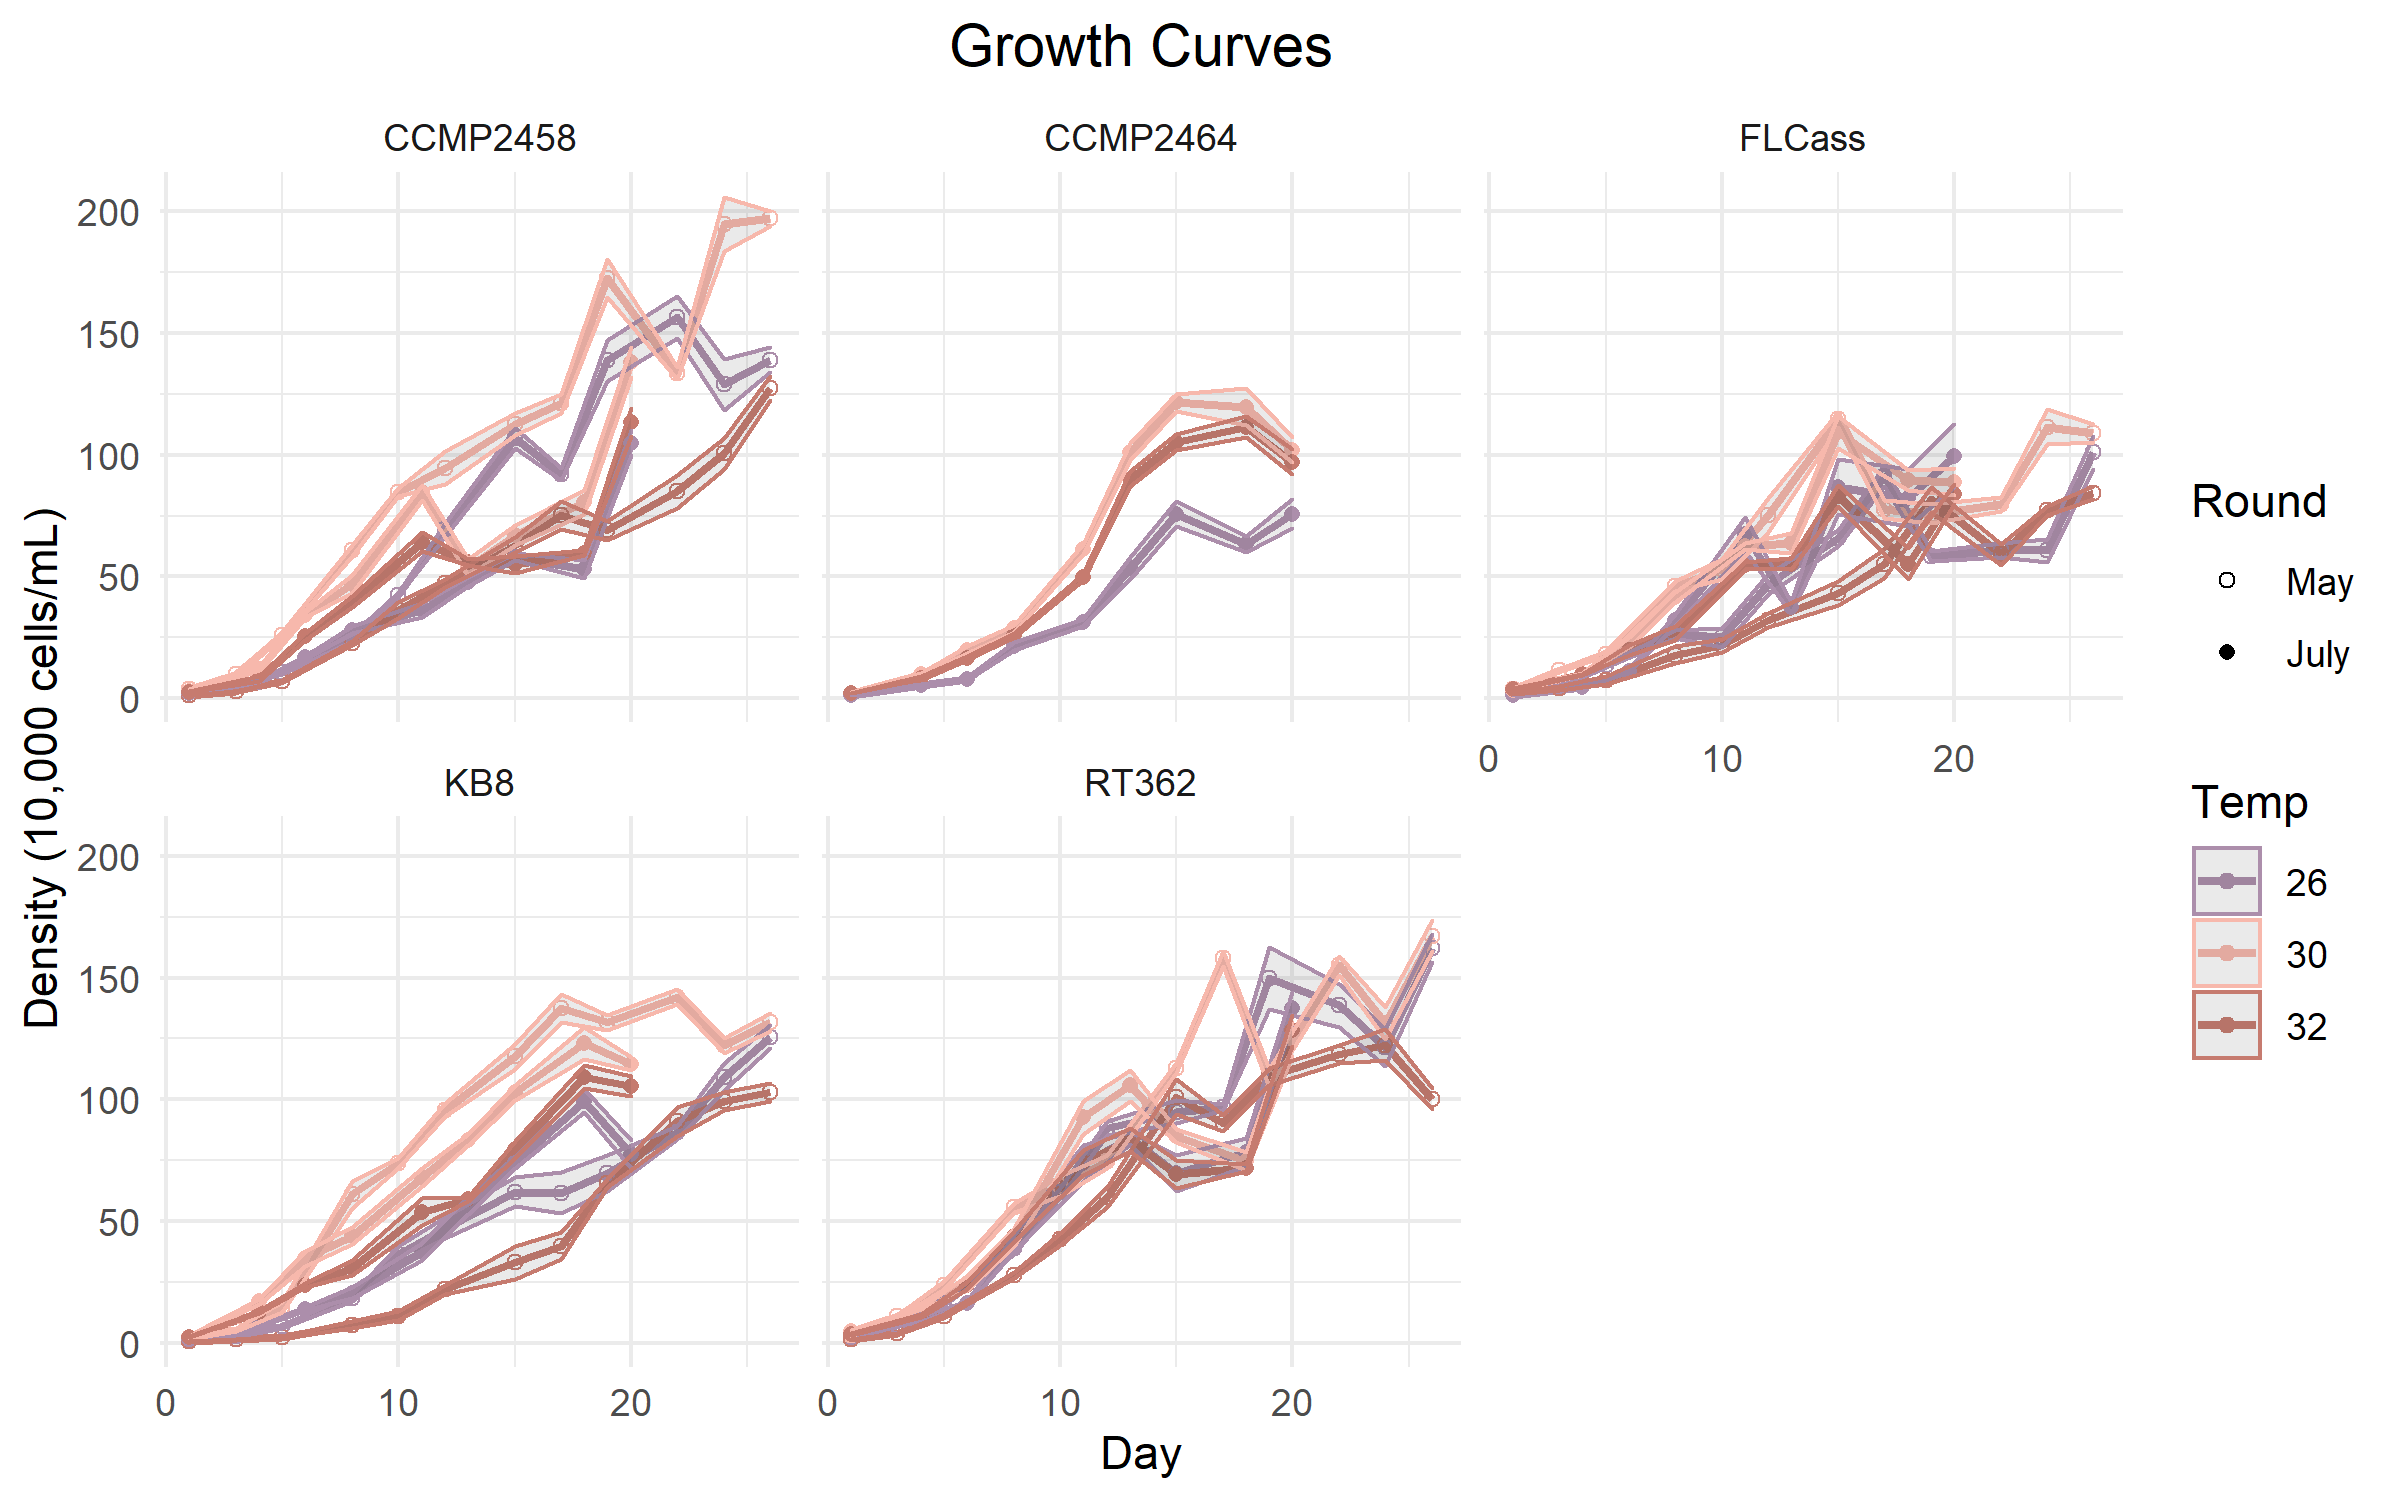 Growth Curves
CCMP2458
CCMP2464
FLCass
200
150
100
50
0
0 10 20
KB8
RT362
200
150
100
50
0
0 10 20
0 10 20
Day
Density (10,000 cells/mL)
Round
May
July
Temp
26
30
32